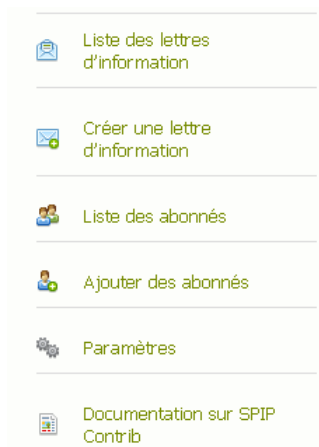 Liste des lettres
d'information
Créer une lettre
d'information
Liste des abonnés
Ajouter des abonnés
Paramètres
Documentation sur SPIP
Contrib